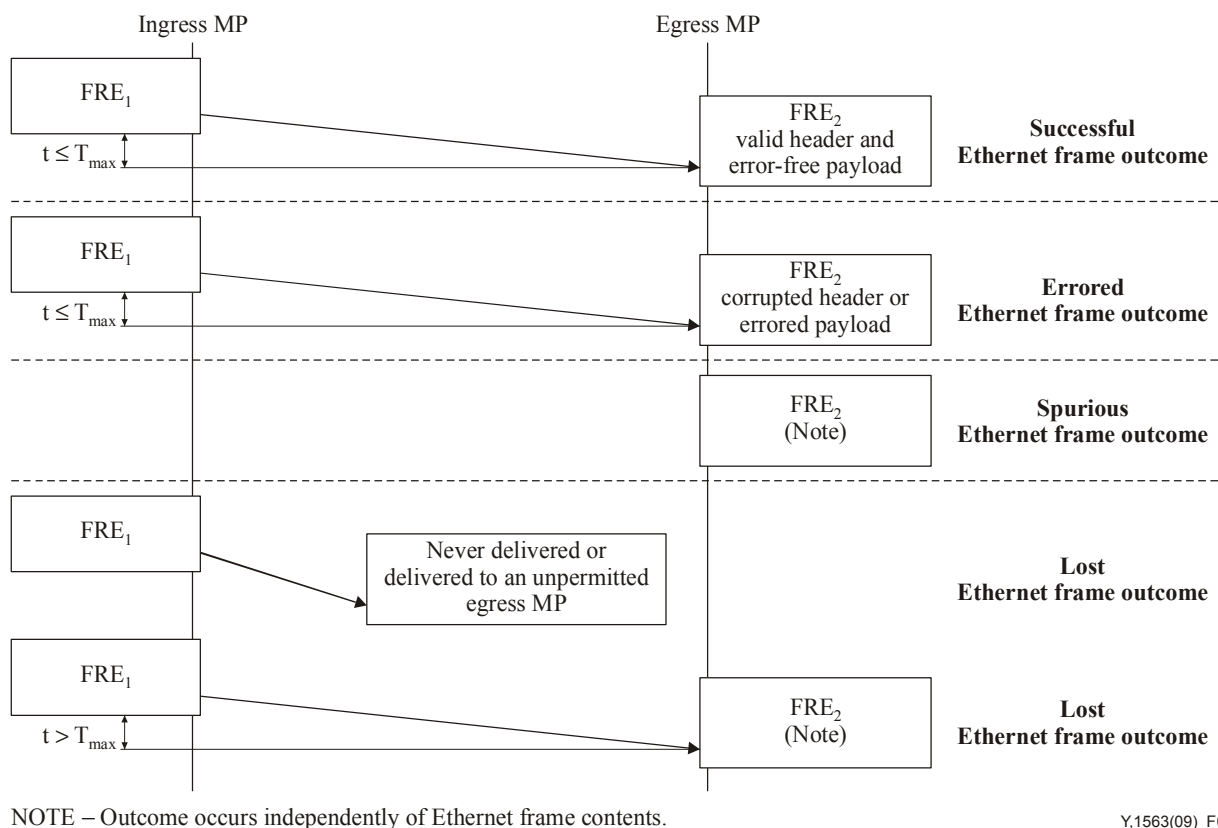 Ingress MP
Egress MP
FRE₁
t ≤ Tmax
FRE₂
valid header and
error-free payload
Successful
Ethernet frame outcome
FRE₁
t ≤ Tmax
FRE₂
corrupted header or
errored payload
Errored
Ethernet frame outcome
FRE₂
(Note)
Spurious
Ethernet frame outcome
FRE₁
Never delivered or
delivered to an unpermitted
egress MP
Lost
Ethernet frame outcome
FRE₁
t > Tmax
FRE₂
(Note)
Lost
Ethernet frame outcome
NOTE – Outcome occurs independently of Ethernet frame contents.
Y.1563(09)